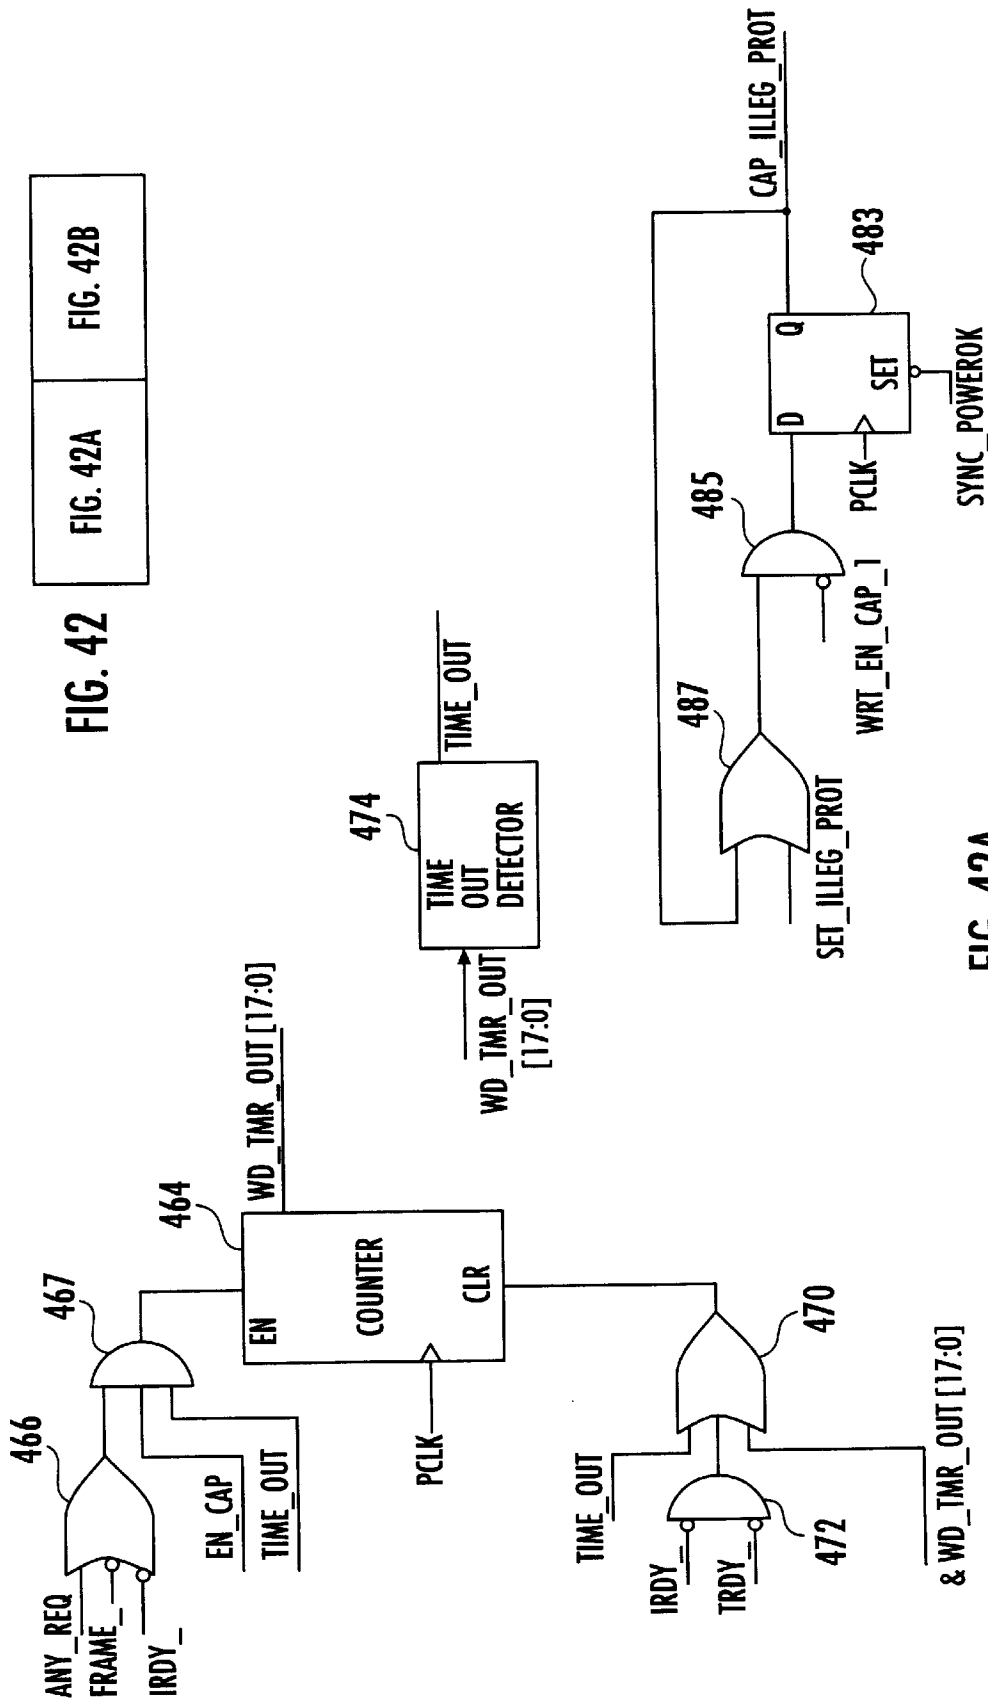 FIG. 42
FIG. 42A
FIG. 42B
ANY_REQ
FRAME_
IRDY_
466
467
EN_CAP
TIME_OUT
464
EN
COUNTER
CLR
PCLK
WD_TMR_OUT [17:0]
TIME_OUT
IRDY_
TRDY_
472
470
& WD_TMR_OUT [17:0]
474
TIME
OUT
DETECTOR
WD_TMR_OUT
[17:0]
TIME_OUT
SET_ILLEG_PROT
487
485
WRT_EN_CAP_1
D
Q
SET
PCLK
483
SYNC_POWEROK
CAP_ILLEG_PROT
FIG. 42A